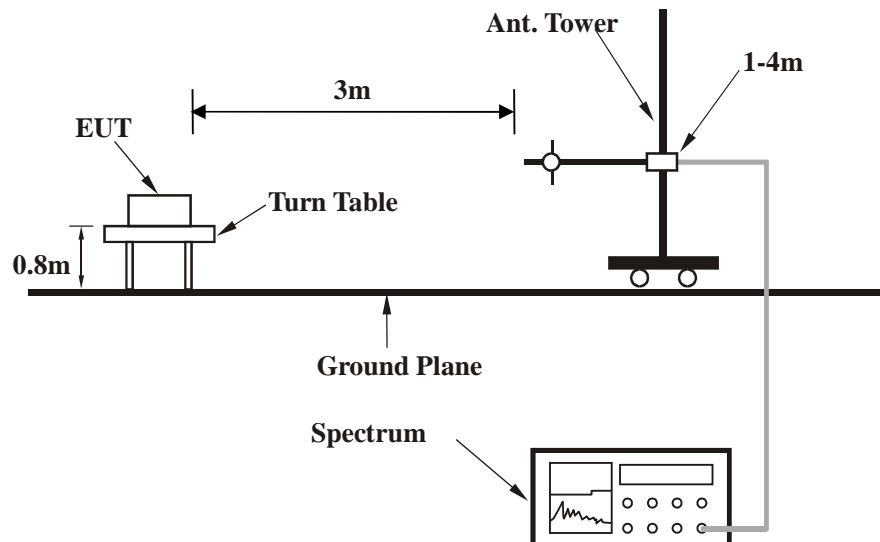 Ant. Tower
1-4m
3m
EUT
Turn Table
0.8m
Ground Plane
Spectrum